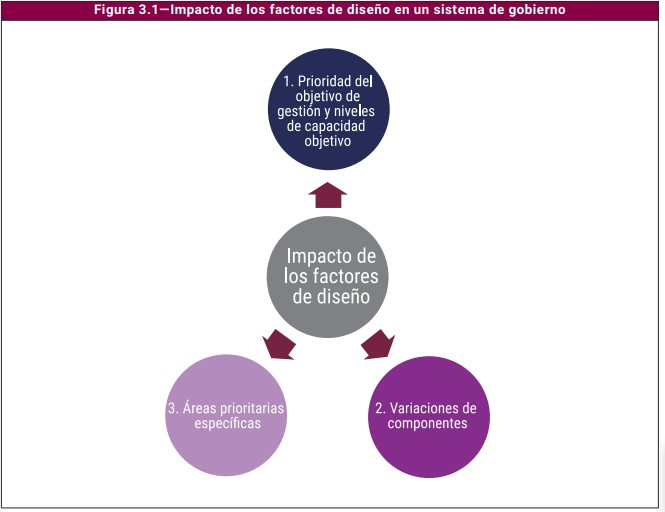 Figura 3.1—Impacto de los factores de diseño en un sistema de gobierno
1. Prioridad del
objetivo de
gestión y niveles
de capacidad
objetivo
Impacto de
los factores
de diseño
3. Áreas prioritarias
específicas
2. Variaciones de
componentes